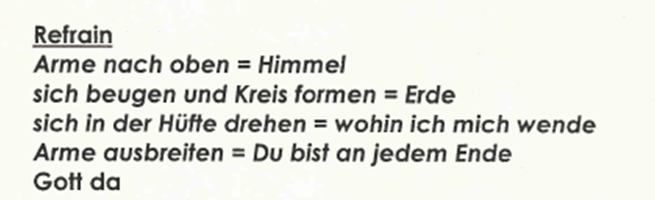 Refrain
Arme nach oben = Himmel
sich beugen und Kreis formen = Erde
sich in der Hüfte drehen = wohin ich mich wende
Arme ausbreiten = Du bist an jedem Ende
Gott da